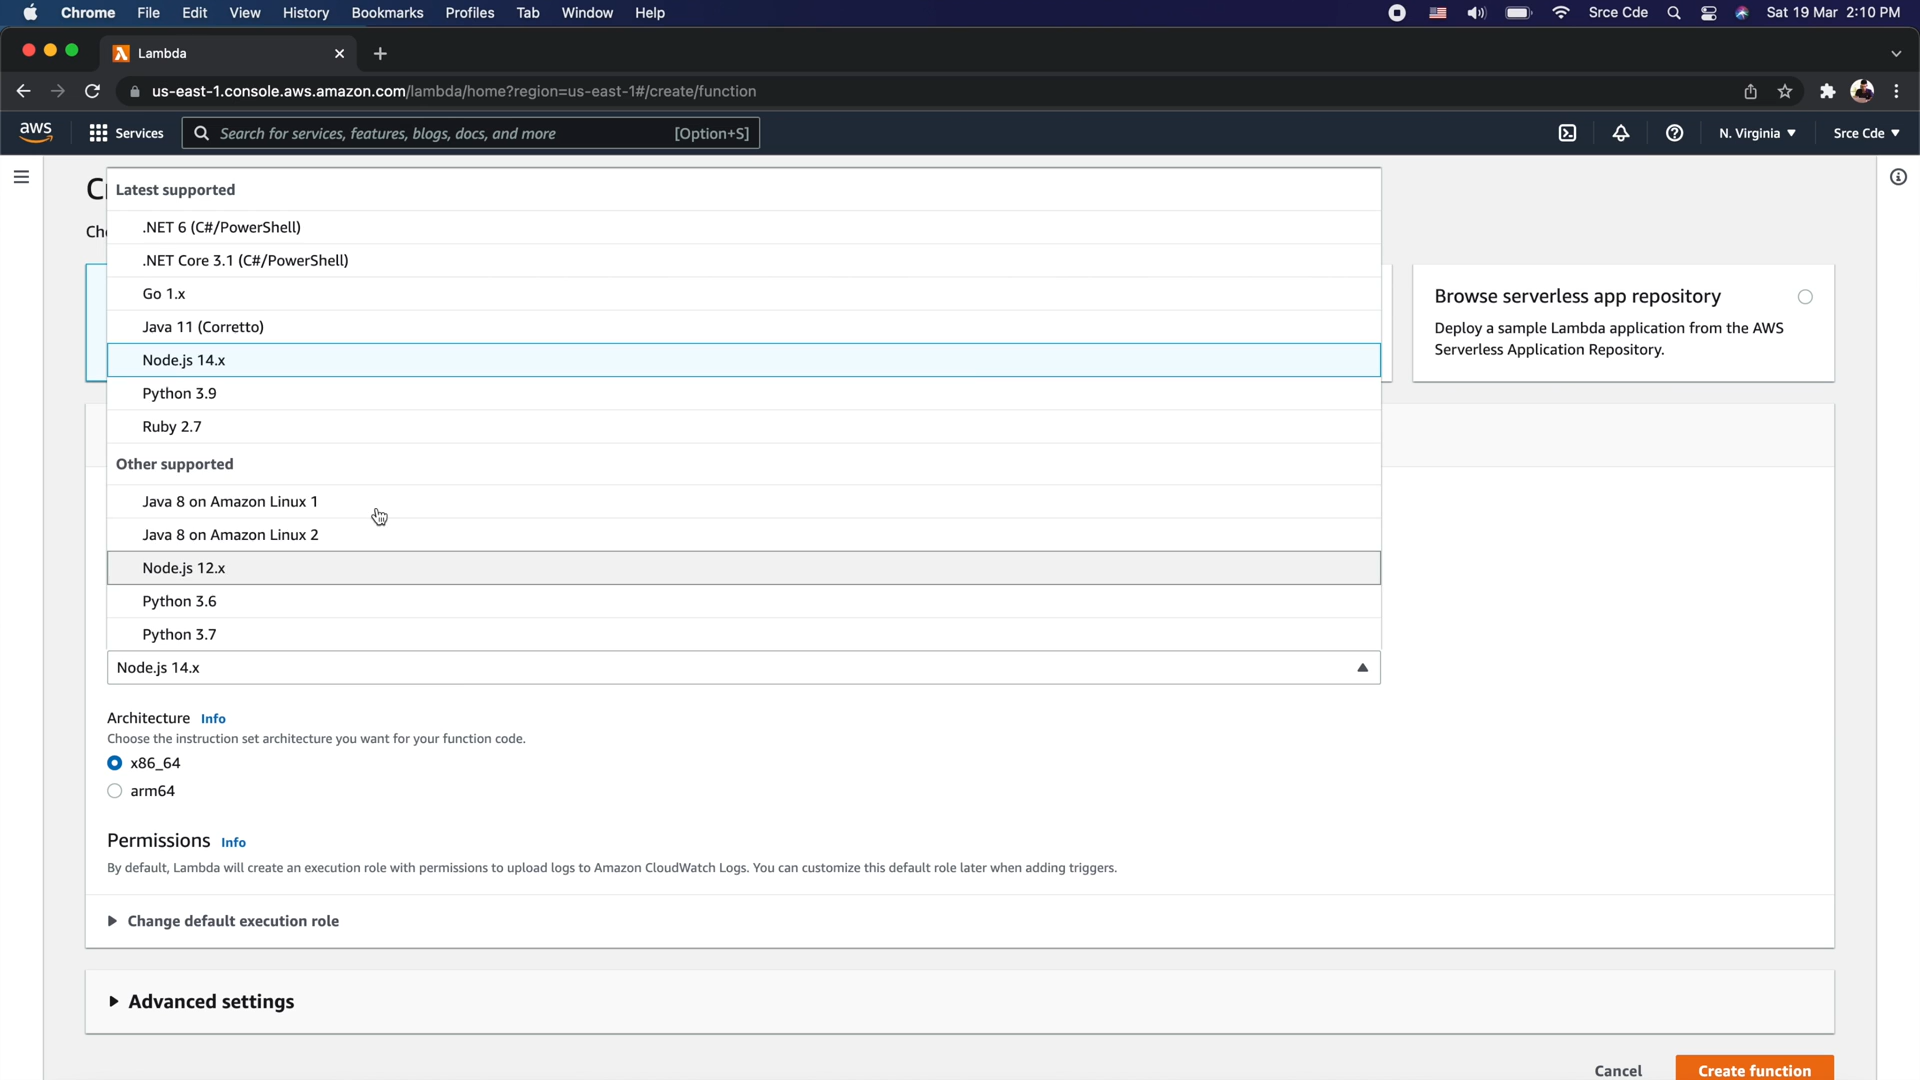 Chrome File Edit View History Bookmarks Profiles Tab Window Help Srce Cde Sat 19 Mar 2:10 PM
Lambda
us-east-1.console.aws.amazon.com/lambda/home?region=us-east-1#/create/function
aws Services Search for services, features, blogs, docs, and more [Option+S] N. Virginia Srce Cde
Latest supported
.NET 6 (C#/PowerShell)
.NET Core 3.1 (C#/PowerShell)
Go 1.x
Java 11 (Corretto)
Node.js 14.x
Python 3.9
Ruby 2.7
Other supported
Java 8 on Amazon Linux 1
Java 8 on Amazon Linux 2
Node.js 12.x
Python 3.6
Python 3.7
Node.js 14.x
Browse serverless app repository
Deploy a sample Lambda application from the AWS
Serverless Application Repository.
Architecture Info
Choose the instruction set architecture you want for your function code.
x86_64
arm64
Permissions Info
By default, Lambda will create an execution role with permissions to upload logs to Amazon CloudWatch Logs. You can customize this default role later when adding triggers.
Change default execution role
Advanced settings
Cancel Create function